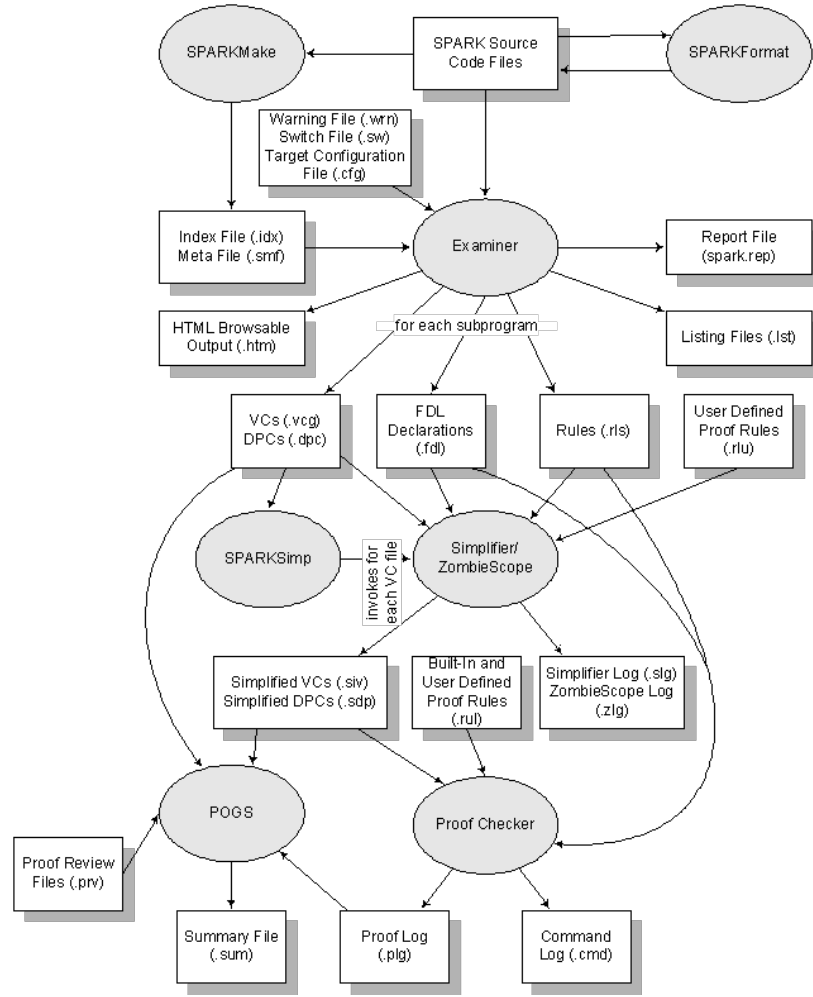 SPARKMake
SPARK Source
Code Files
SPARKFormat
Warning File (.wrn)
Switch File (.sw)
Target Configuration
File (.cfg)
Index File (.idx)
Meta File (.smf)
Examiner
Report File
(spark.rep)
HTML Browsable
Output (.htm)
for each subprogram
Listing Files (.lst)
VCs (.vcg)
DPCs (.dpc)
FDL
Declarations
(.fdl)
Rules (.rls)
User Defined
Proof Rules
(.rlu)
SPARKSimp
invokes for
each VC file
Simplifier/
ZombieScope
Simplified VCs (.siv)
Simplified DPCs (.sdp)
Built-In and
User Defined
Proof Rules
(.rul)
Simplifier Log (.slg)
ZombieScope Log
(.zlg)
POGS
Proof Checker
Proof Review
Files (.prv)
Summary File
(.sum)
Proof Log
(.plg)
Command
Log (.cmd)